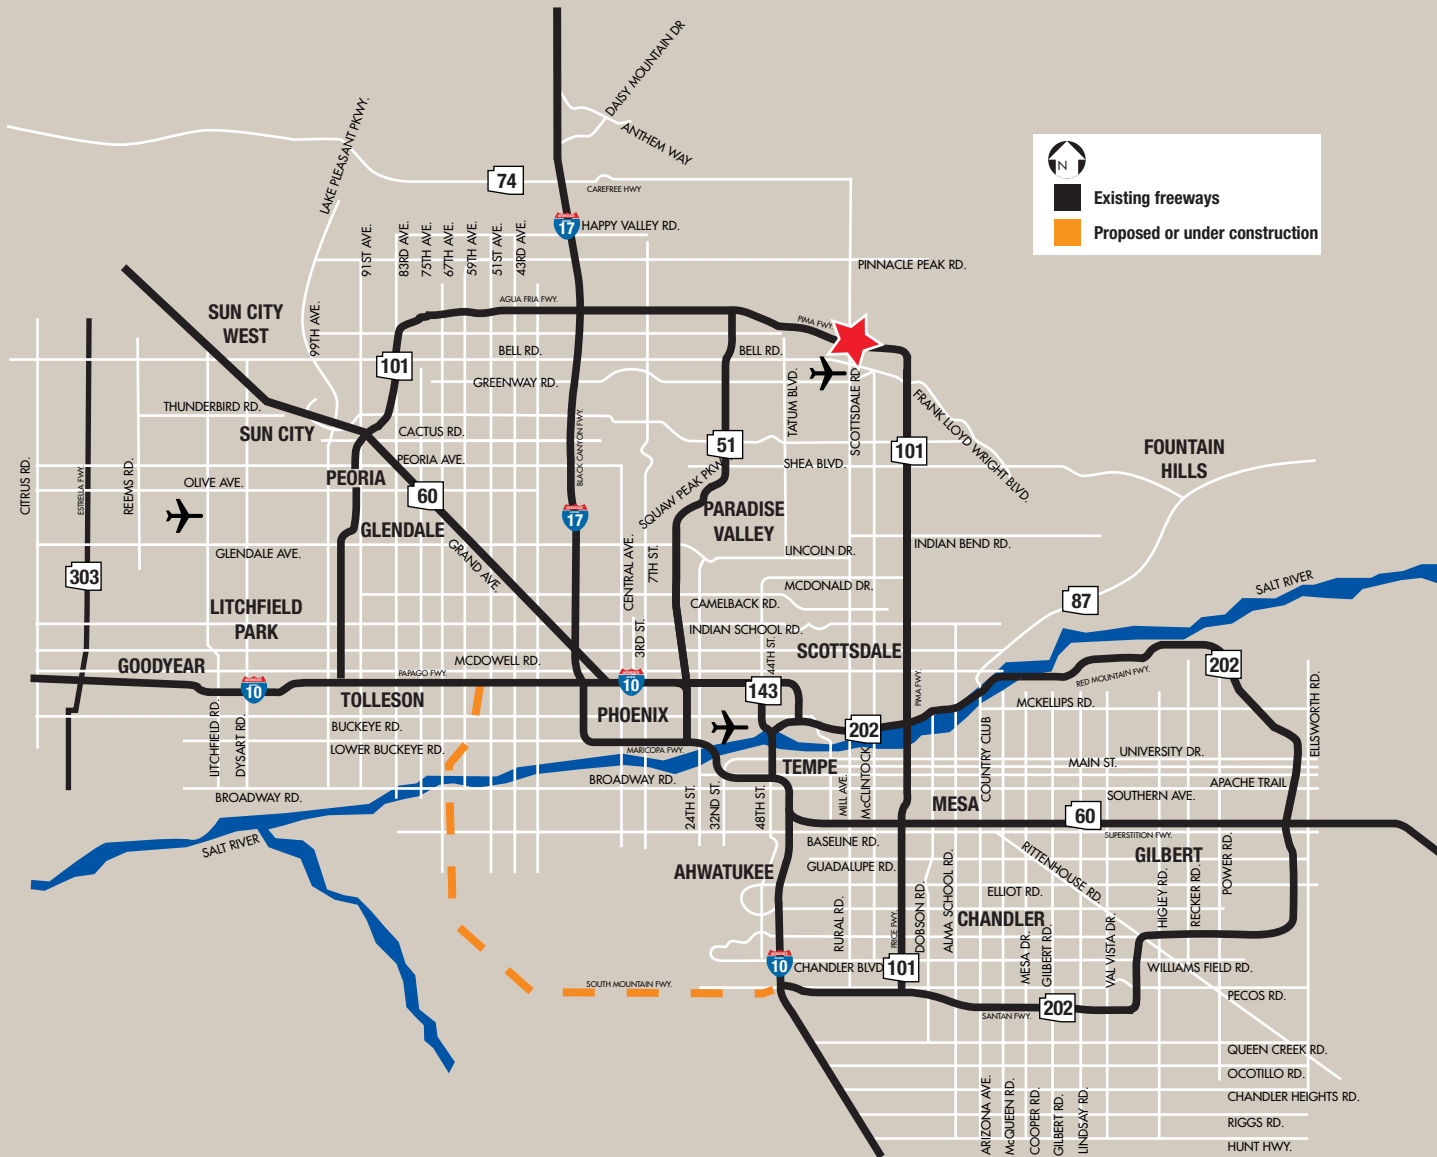 DAISY MOUNTAIN DR
ANTHEM WAY
LAKE PLEASANT PKWY.
74
CAREFREE HWY
N
Existing freeways
Proposed or under construction
17
HAPPY VALLEY RD.
91ST AVE.
83RD AVE.
75TH AVE.
67TH AVE.
59TH AVE.
51ST AVE.
43RD AVE.
PINNACLE PEAK RD.
SUN CITY
WEST
99TH AVE.
AGUA FRIA FWY.
PIMA FWY.
BELL RD.
BELL RD.
101
GREENWAY RD.
TATUM BLVD.
SCOTTSDALE RD.
THUNDERBIRD RD.
SUN CITY
CACTUS RD.
BLACK CANYON FWY.
51
101
FRANK LLOYD WRIGHT BLVD.
FOUNTAIN
HILLS
CITRUS RD.
ESTRELLA FWY.
REEMS RD.
PEORIA AVE.
PEORIA
OLIVE AVE.
60
SHEA BLVD.
SQUAW PEAK PKWY
PARADISE
VALLEY
17
GLENDALE
GLENDALE AVE.
GRAND AVE.
CENTRAL AVE.
7TH ST.
LINCOLN DR.
INDIAN BEND RD.
303
MCDONALD DR.
SALT RIVER
LITCHFIELD
PARK
CAMELBACK RD.
87
INDIAN SCHOOL RD.
3RD ST.
44TH ST.
SCOTTSDALE
GOODYEAR
MCDOWELL RD.
PAPAGO FWY.
10
10
143
PIMA FWY.
RED MOUNTAIN FWY.
202
TOLLESON
PHOENIX
MCKELLIPS RD.
ELLSWORTH RD.
LITCHFIELD RD.
DYSART RD.
BUCKEYE RD.
LOWER BUCKEYE RD.
MARICOPA FWY.
202
COUNTRY CLUB
UNIVERSITY DR.
MAIN ST.
TEMPE
BROADWAY RD.
BROADWAY RD.
APACHE TRAIL
24TH ST.
32ND ST.
48TH ST.
MILL AVE.
McCLINTOCK
SOUTHERN AVE.
MESA
60
SUPERSTITION FWY.
SALT RIVER
BASELINE RD.
GUADALUPE RD.
AHWATUKEE
RITTENHOUSE RD.
GILBERT
ELLIOT RD.
RURAL RD.
PRICE FWY.
DOBSON RD.
ALMA SCHOOL RD.
CHANDLER
MESA DR.
GILBERT RD.
VAL VISTA DR.
HIGLEY RD.
RECKER RD.
POWER RD.
10
CHANDLER BLVD
101
WILLIAMS FIELD RD.
SOUTH MOUNTAIN FWY.
PECOS RD.
202
SANTAN FWY.
QUEEN CREEK RD.
OCOTILLO RD.
CHANDLER HEIGHTS RD.
RIGGS RD.
HUNT HWY.
ARIZONA AVE.
McQUEEN RD.
COOPER RD.
GILBERT RD.
LINDSAY RD.